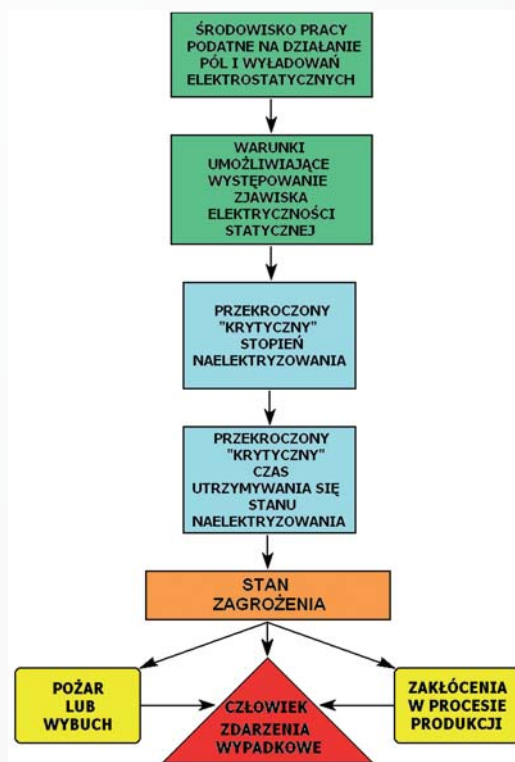 ŚRODOWISKO PRACY
PODATNE NA DZIAŁANIE
PÓL I WYŁADOWAŃ
ELEKTROSTATYCZNYCH
WARUNKI
UMOŻLIWIAJĄCE
WYSTĘPOWANIE
ZJAWISKA
ELEKTRYCZNOŚCI
STATYCZNEJ
PRZEKROCZONY
"KRYTYCZNY"
STOPIEŃ
NAELEKTRYZOWANIA
PRZEKROCZONY
"KRYTYCZNY"
CZAS
UTRZYMYWANIA SIĘ
STANU
NAELEKTRYZOWANIA
STAN
ZAGROŻENIA
POŻAR
LUB
WYBUCH
CZŁOWIEK
ZDARZENIA
WYPADKOWE
ZAKŁÓCENIA
W PROCESIE
PRODUKCJI